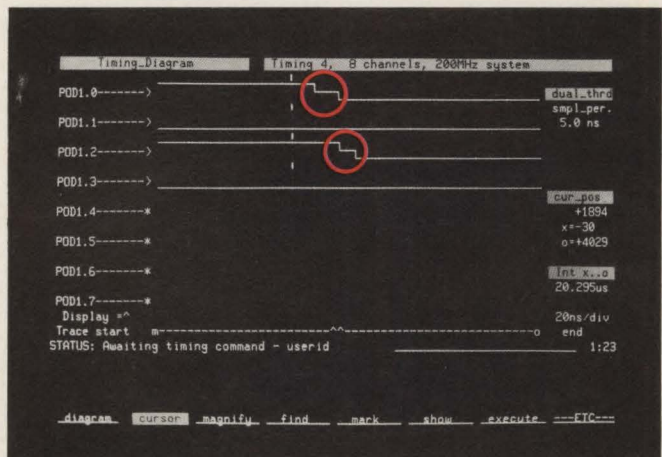 Timing_Diagram
Timing 4, 8 channels, 200MHz system
POD1.0------->
dual_thrd
smpl_per.
5.0 ns
POD1.1------->
POD1.2------->
POD1.3------->
cur_pos
+1894
x=-30
o=+4029
POD1.4-------*
POD1.5-------*
POD1.6-------*
Int x..o
20.295us
POD1.7-------*
Display =^
20ns/div
Trace start m-----------------------^^--------------------------o end
STATUS: Awaiting timing command - userid 1:23
diagram cursor magnify find mark show execute ---ETC---